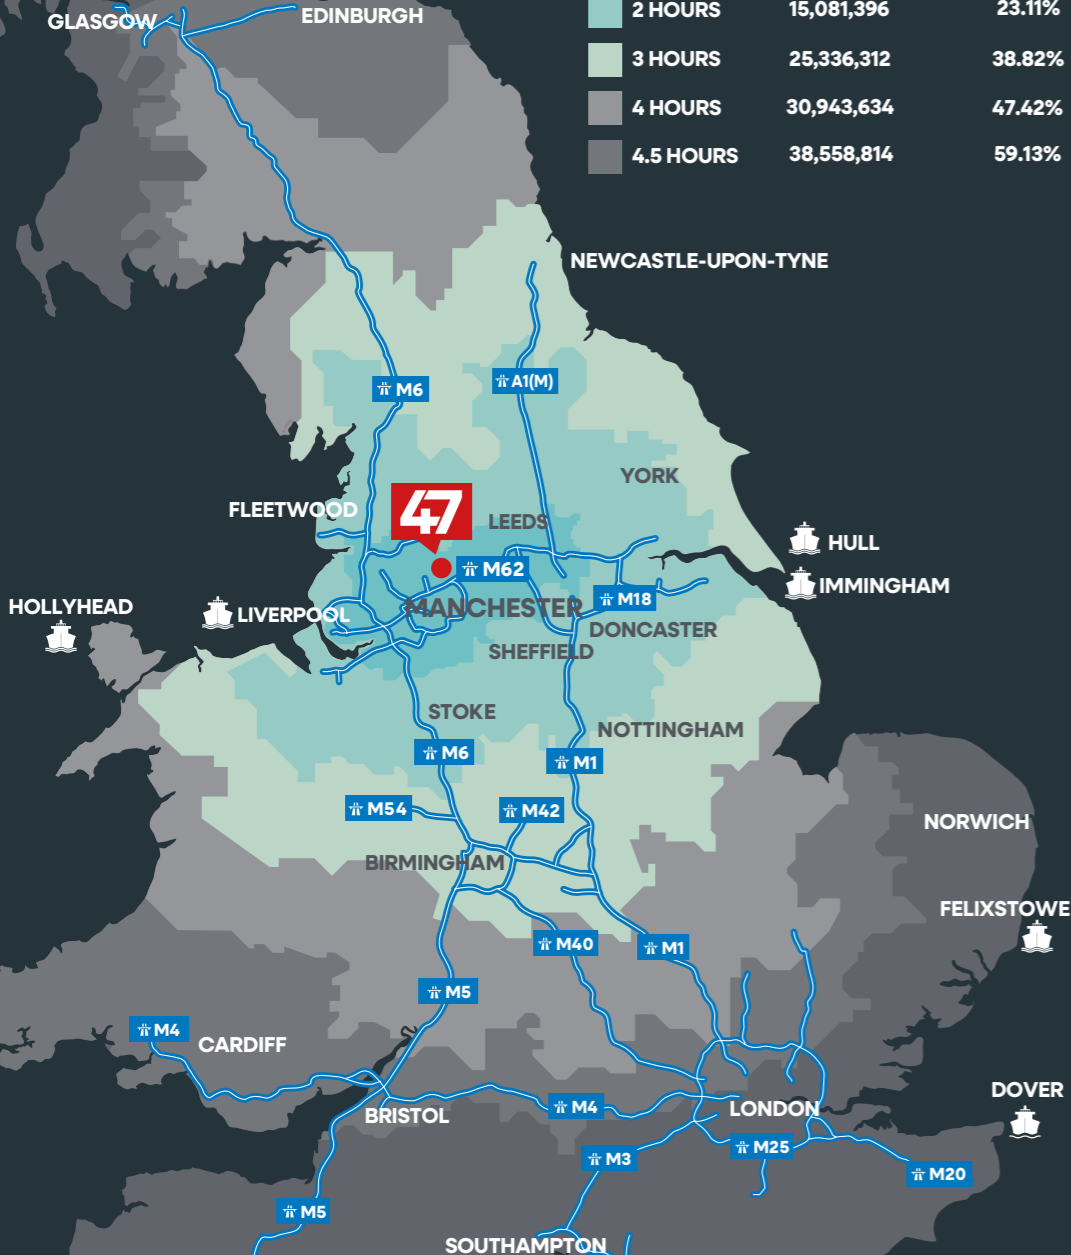 GLASGOW
EDINBURGH
2 HOURS 15,081,396 23.11%
3 HOURS 25,336,312 38.82%
4 HOURS 30,943,634 47.42%
4.5 HOURS 38,558,814 59.13%
NEWCASTLE-UPON-TYNE
M6
A1(M)
YORK
FLEETWOOD
47
LEEDS
HULL
M62
IMMINGHAM
HOLLYHEAD
LIVERPOOL
MANCHESTER
M18
DONCASTER
SHEFFIELD
STOKE
NOTTINGHAM
M6
M1
M54
M42
NORWICH
BIRMINGHAM
FELIXSTOWE
M40
M1
M5
M4
CARDIFF
DOVER
BRISTOL
M4
LONDON
M25
M3
M20
M5
SOUTHAMPTON